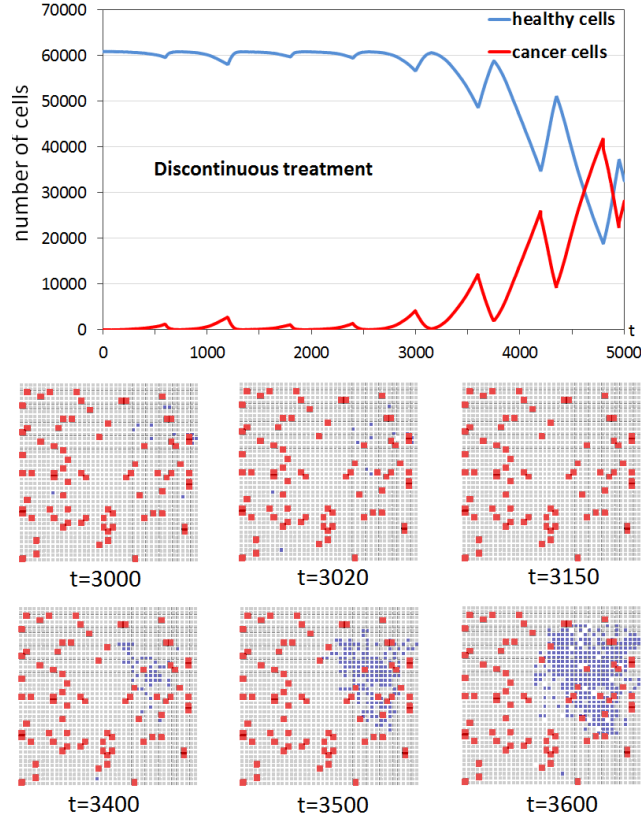 70000
healthy cells
60000
cancer cells
50000
40000
Discontinuous treatment
30000
20000
10000
0
number of cells
0 1000 2000 3000 4000 5000
t
t=3000 t=3020 t=3150
t=3400 t=3500 t=3600